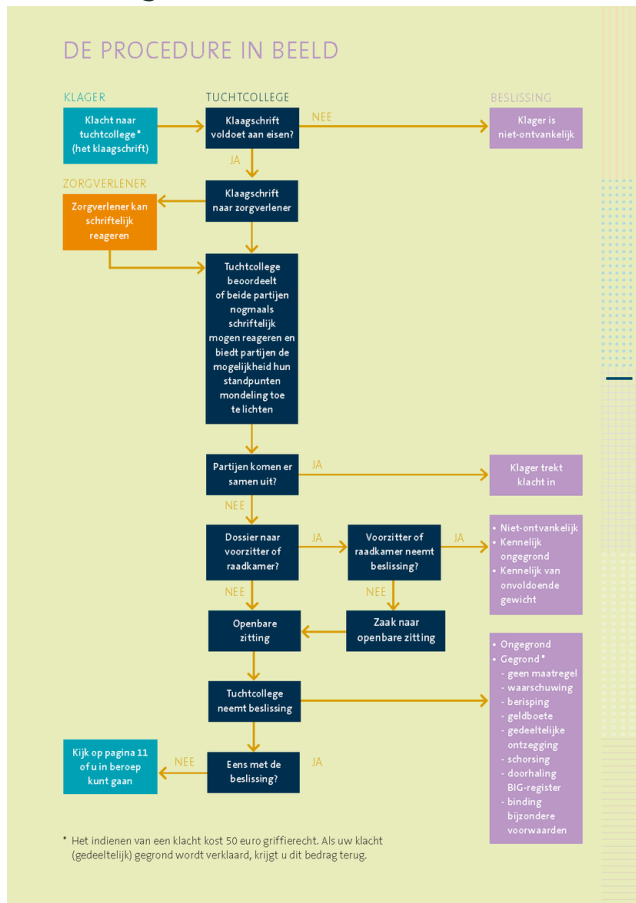 DE PROCEDURE IN BEELD
KLAGER
TUCHTCOLLEGE
BESLISSING
Klacht naar
tuchtcollege *
(het klaagschrift)
Klaagschrift
voldoet aan eisen?
NEE
Klager is
niet-ontvankelijk
JA
ZORGVERLENER
Zorgverlener kan
schriftelijk
reageren
Klaagschrift
naar zorgverlener
Tuchtcollege
beoordeelt
of beide partijen
nogmaals
schriftelijk
mogen reageren en
biedt partijen de
mogelijkheid hun
standpunten
mondeling toe
te lichten
Partijen komen er
samen uit?
JA
Klager trekt
klacht in
NEE
Dossier naar
voorzitter of
raadkamer?
JA
Voorzitter of
raadkamer neemt
beslissing?
JA
• Niet-ontvankelijk
• Kennelijk
ongegrond
• Kennelijk van
onvoldoende
gewicht
NEE
NEE
Openbare
zitting
Zaak naar
openbare zitting
Tuchtcollege
neemt beslissing
• Ongegrond
• Gegrond *
- geen maatregel
- waarschuwing
- berisping
- geldboete
- gedeeltelijke
ontzegging
- schorsing
- doorhaling
BIG-register
- binding
bijzondere
voorwaarden
Kijk op pagina 11
of u in beroep
kunt gaan
NEE
Eens met de
beslissing?
JA
* Het indienen van een klacht kost 50 euro griffierecht. Als uw klacht
(gedeeltelijk) gegrond wordt verklaard, krijgt u dit bedrag terug.